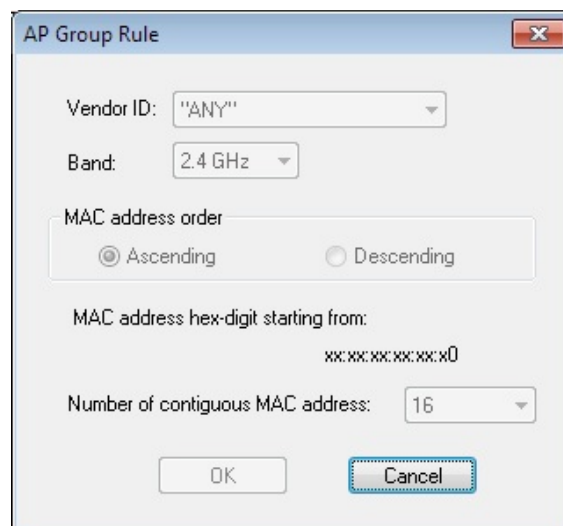 AP Group Rule
Vendor ID: "ANY"
Band: 2.4 GHz
MAC address order
Ascending Descending
MAC address hex-digit starting from:
xx:xx:xx:xx:xx:x0
Number of contiguous MAC address: 16
OK Cancel